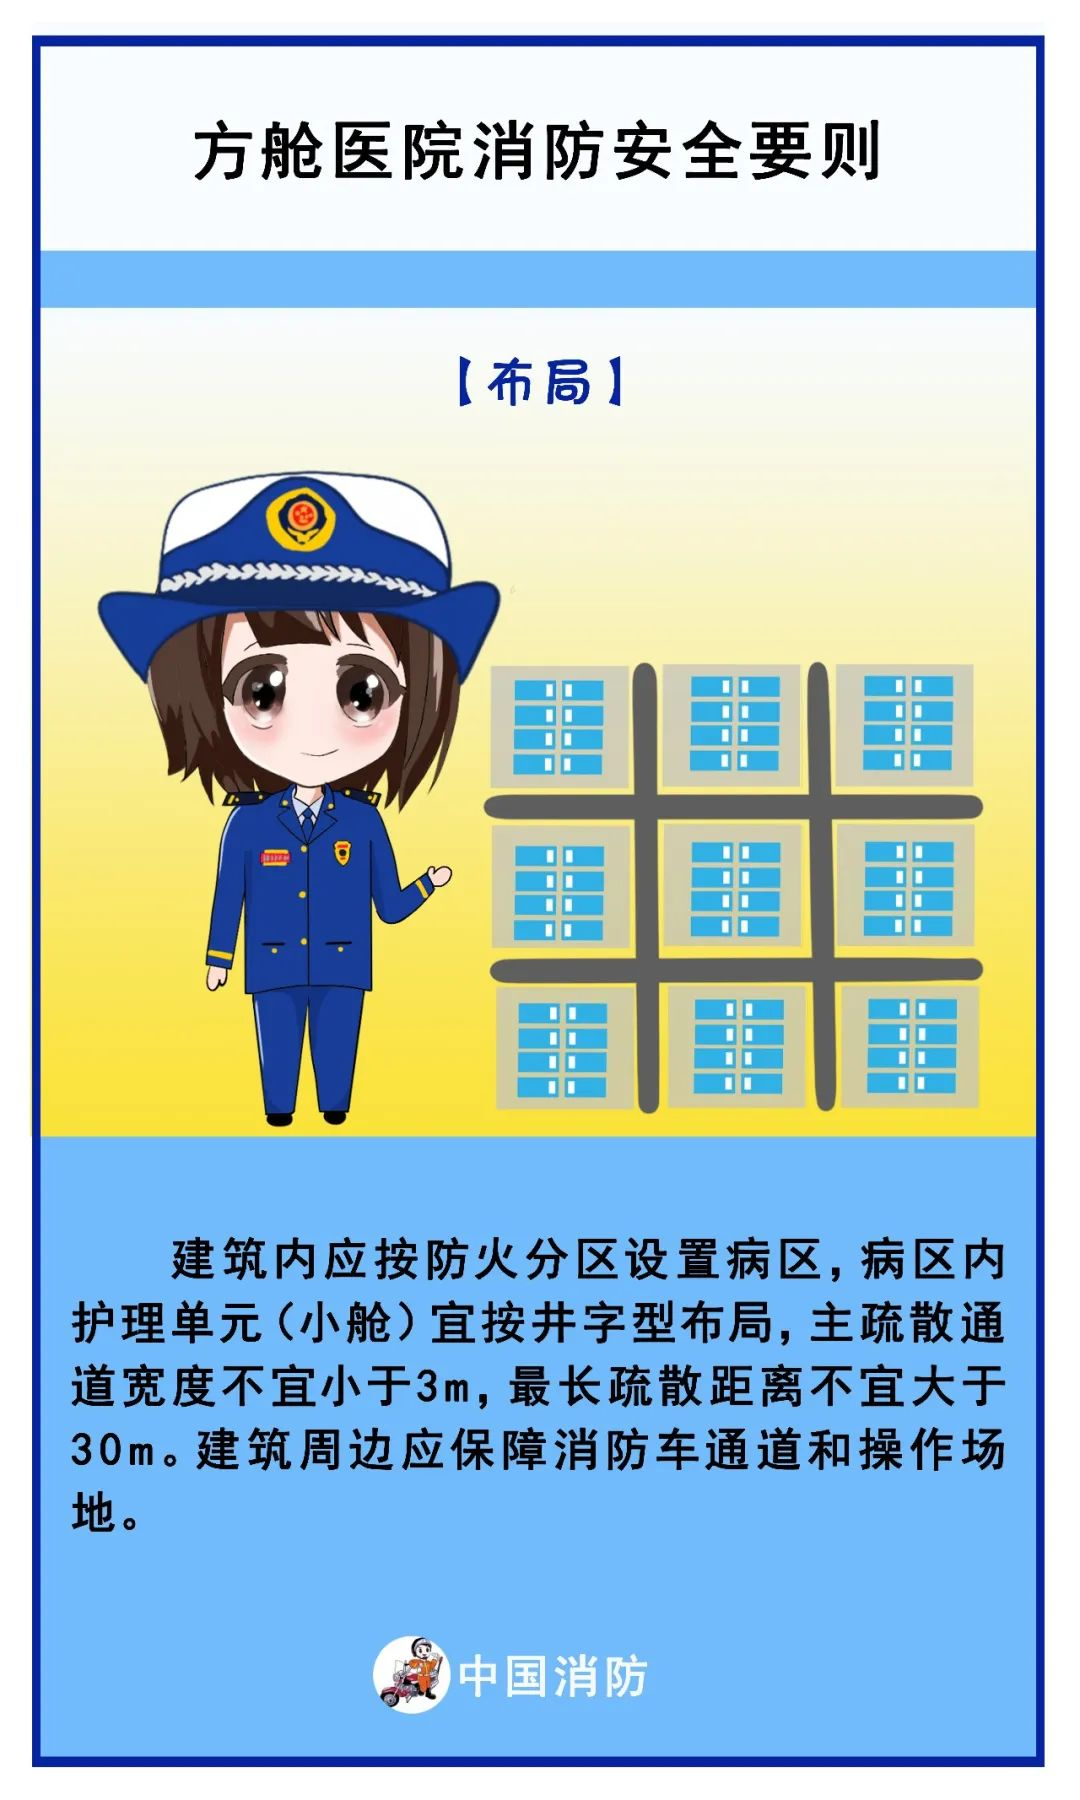 方舱医院消防安全要则
【布局】
建筑内应按防火分区设置病区，病区内
护理单元（小舱）宜按井字型布局，主疏散通
道宽度不宜小于3m，最长疏散距离不宜大于
30m。建筑周边应保障消防车通道和操作场
地。
中国消防